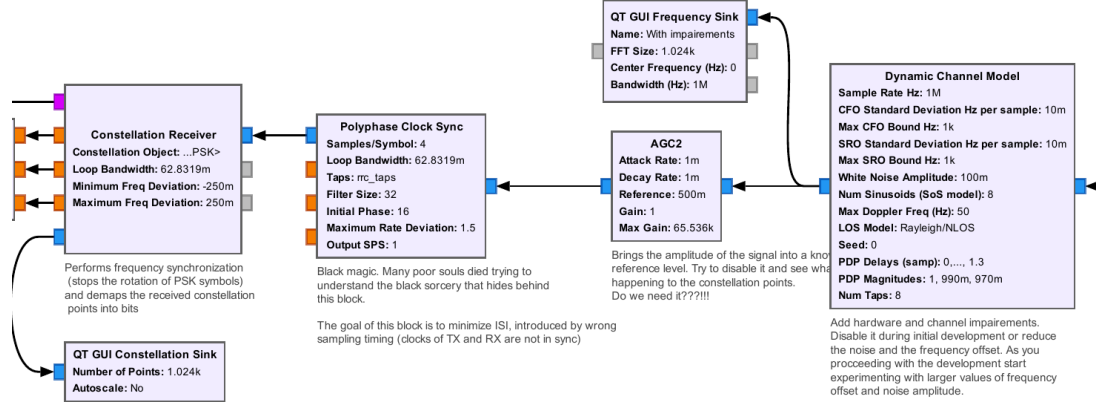 QT GUI Frequency Sink
Name: With impairements
FFT Size: 1.024k
Center Frequency (Hz): 0
Bandwidth (Hz): 1M
Dynamic Channel Model
Sample Rate Hz: 1M
CFO Standard Deviation Hz per sample: 10m
Max CFO Bound Hz: 1k
SRO Standard Deviation Hz per sample: 10m
Max SRO Bound Hz: 1k
White Noise Amplitude: 100m
Num Sinusoids (SoS model): 8
Max Doppler Freq (Hz): 50
LOS Model: Rayleigh/NLOS
Seed: 0
PDP Delays (samp): 0,..., 1.3
PDP Magnitudes: 1, 990m, 970m
Num Taps: 8
Add hardware and channel impairments.
Disable it during initial development or reduce
the noise and the frequency offset. As you
procceeding with the development start
experimenting with larger values of frequency
offset and noise amplitude.
Constellation Receiver
Constellation Object: ...PSK>
Loop Bandwidth: 62.8319m
Minimum Freq Deviation: -250m
Maximum Freq Deviation: 250m
Performs frequency synchronization
(stops the rotation of PSK symbols)
and demaps the received constellation
points into bits
Polyphase Clock Sync
Samples/Symbol: 4
Loop Bandwidth: 62.8319m
Taps: rrc_taps
Filter Size: 32
Initial Phase: 16
Maximum Rate Deviation: 1.5
Output SPS: 1
Black magic. Many poor souls died trying to
understand the black sorcery that hides behind
this block.
The goal of this block is to minimize ISI, introduced by wrong
sampling timing (clocks of TX and RX are not in sync)
AGC2
Attack Rate: 1m
Decay Rate: 1m
Reference: 500m
Gain: 1
Max Gain: 65.536k
Brings the amplitude of the signal into a kno
reference level. Try to disable it and see wha
happening to the constellation points.
Do we need it???!!!
QT GUI Constellation Sink
Number of Points: 1.024k
Autoscale: No